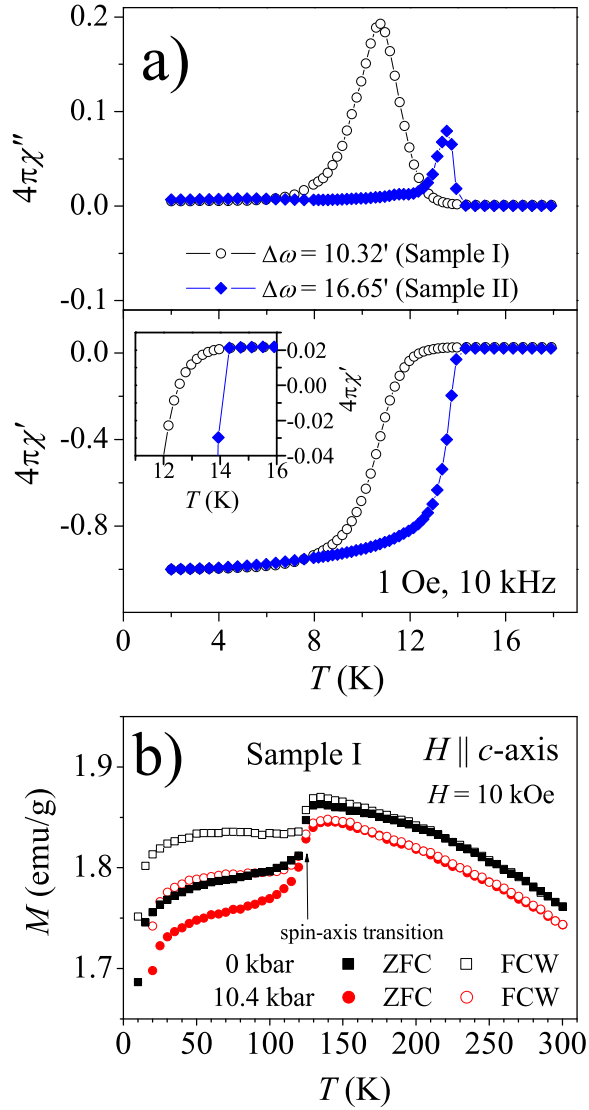 a)
0.2
0.1
0.0
-0.1
4πχ''
Δω = 10.32' (Sample I)
Δω = 16.65' (Sample II)
0.0
-0.4
-0.8
4πχ'
0.02
0.00
-0.02
-0.04
4πχ'
12 14 16
T (K)
1 Oe, 10 kHz
0 4 8 12 16
T (K)
b) Sample I H || c-axis
H = 10 kOe
1.9
1.8
1.7
M (emu/g)
spin-axis transition
0 kbar ZFC FCW
10.4 kbar ZFC FCW
0 50 100 150 200 250 300
T (K)